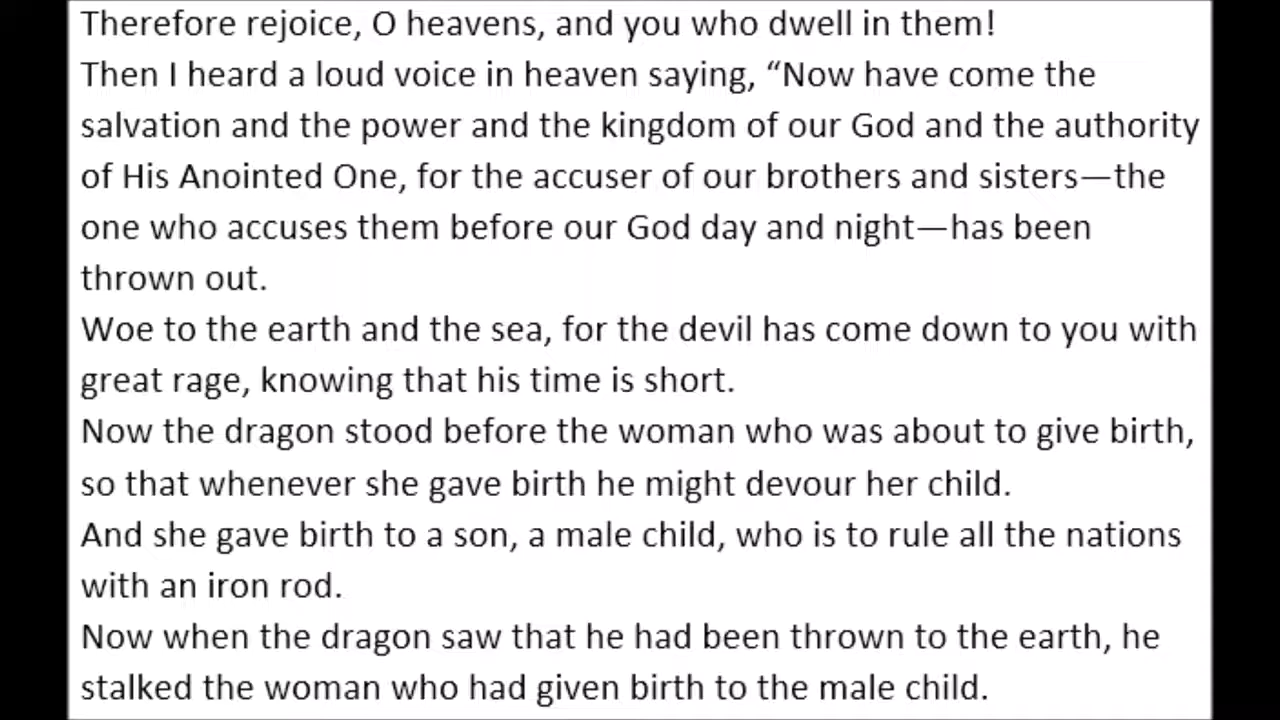 Therefore rejoice, O heavens, and you who dwell in them!
Then I heard a loud voice in heaven saying, “Now have come the
salvation and the power and the kingdom of our God and the authority
of His Anointed One, for the accuser of our brothers and sisters—the
one who accuses them before our God day and night—has been
thrown out.
Woe to the earth and the sea, for the devil has come down to you with
great rage, knowing that his time is short.
Now the dragon stood before the woman who was about to give birth,
so that whenever she gave birth he might devour her child.
And she gave birth to a son, a male child, who is to rule all the nations
with an iron rod.
Now when the dragon saw that he had been thrown to the earth, he
stalked the woman who had given birth to the male child.